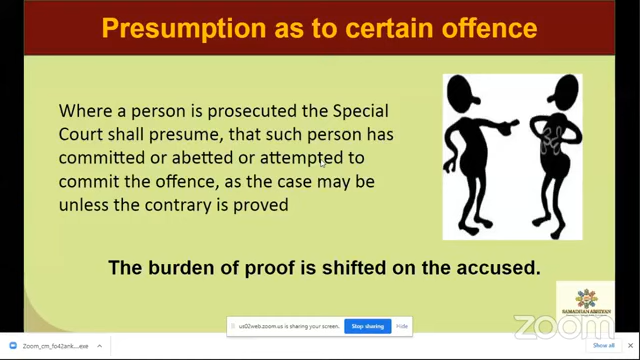 Presumption as to certain offence
Where a person is prosecuted the Special
Court shall presume, that such person has
committed or abetted or attempted to
commit the offence, as the case may be
unless the contrary is proved
The burden of proof is shifted on the accused.
SAMADHAN ABHIYAN
zoom
us02web.zoom.us is sharing your screen.
Stop sharing
Hide
Zoom_cm_fo42ank....exe
Show all